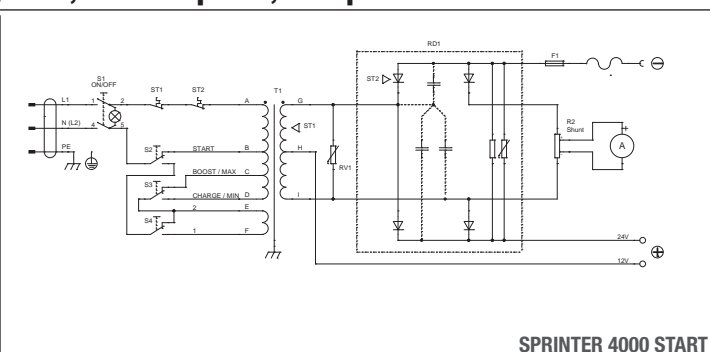 RD1
F1
S1
ON/OFF
ST1
ST2
T1
ST2
L1
1
2
A
G
N (L2)
4
5
ST1
R2
Shunt
+
A
PE
S2
START
B
H
RV1
BOOST / MAX
C
S3
CHARGE / MIN
D
I
2
E
S4
1
F
24V
12V
SPRINTER 4000 START